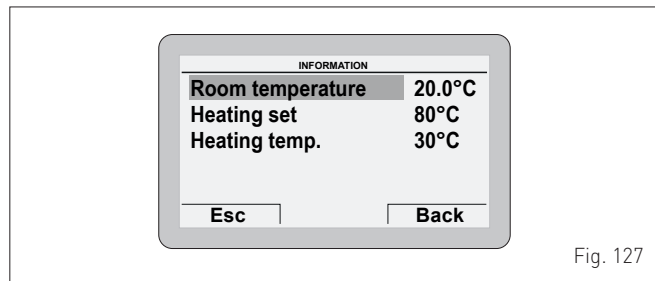 INFORMATION
Room temperature 20.0°C
Heating set 80°C
Heating temp. 30°C
Esc Back
Fig. 127